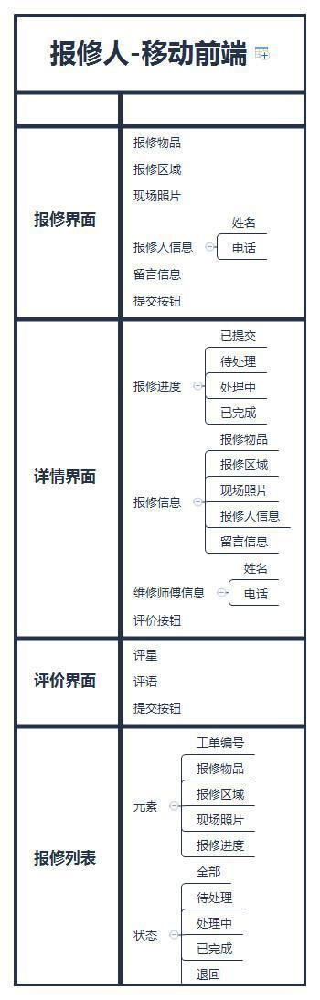 报修人-移动前端
报修界面
报修物品
报修区域
现场照片
报修人信息
姓名
电话
留言信息
提交按钮
详情界面
报修进度
已提交
待处理
处理中
已完成
报修信息
报修物品
报修区域
现场照片
报修人信息
留言信息
维修师傅信息
姓名
电话
评价按钮
评价界面
评星
评语
提交按钮
报修列表
元素
工单编号
报修物品
报修区域
现场照片
报修进度
状态
全部
待处理
处理中
已完成
退回